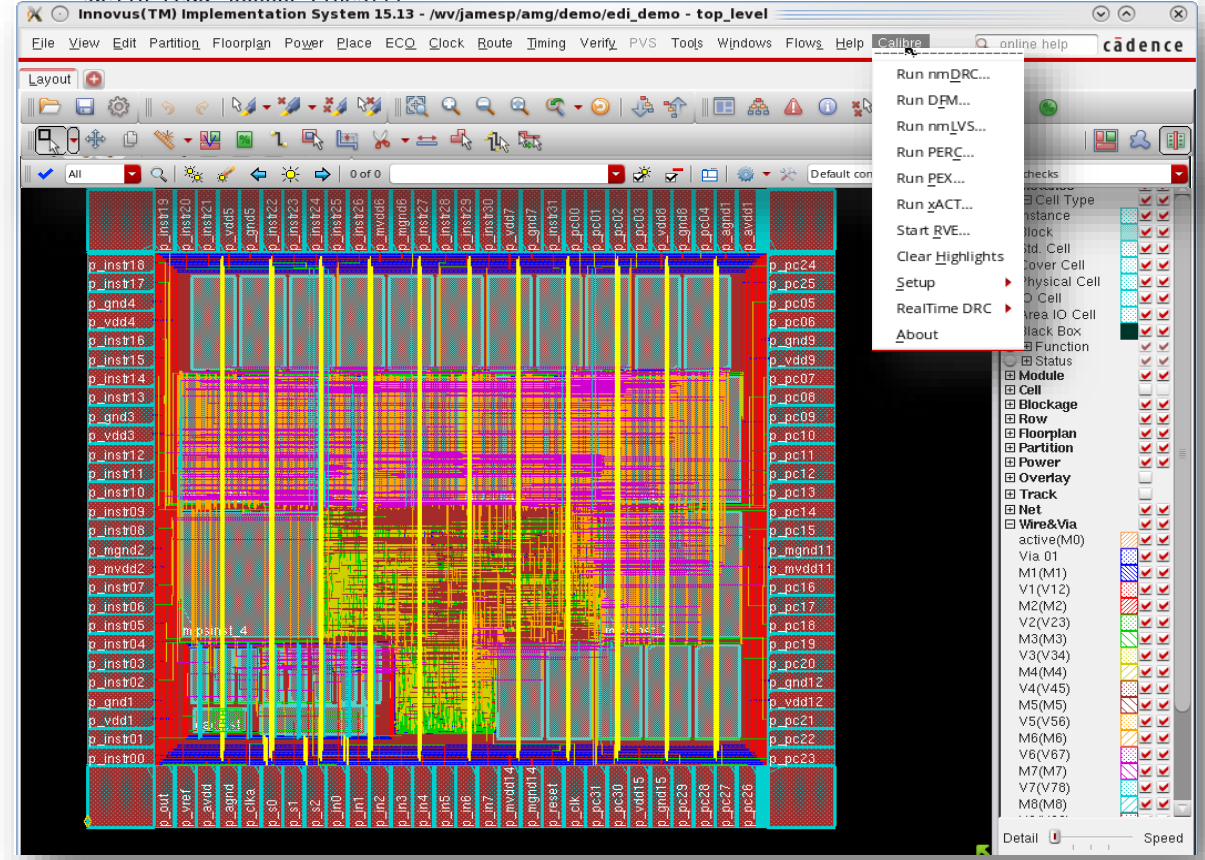 Innovus(TM) Implementation System 15.13 - /wv/jamesp/amg/demo/edi_demo - top_level
File View Edit Partition Floorplan Power Place ECO Clock Route Timing Verify PVS Tools Windows Flows Help Calibre online help cādence
Layout
All 0 of 0 Default con checks
Run nmDRC...
Run DFM...
Run nmLVS...
Run PERC...
Run PEX...
Run xACT...
Start RVE...
Clear Highlights
Setup
RealTime DRC
About
p_instr19
p_instr20
p_instr21
p_vdd5
p_gnd5
p_instr22
p_instr23
p_instr24
p_instr25
p_instr26
p_mvdd6
p_mgnd6
p_instr27
p_instr28
p_instr29
p_instr30
p_vdd7
p_gnd7
p_instr31
p_pc00
p_pc01
p_pc02
p_pc03
p_vdd8
p_gnd8
p_pc04
p_agnd1
p_avdd1
p_instr18 p_pc24
p_instr17 p_pc25
p_gnd4 p_pc05
p_vdd4 p_pc06
p_instr16 p_gnd9
p_instr15 p_vdd9
p_instr14 p_pc07
p_instr13 p_pc08
p_gnd3 p_pc09
p_vdd3 p_pc10
p_instr12 p_pc11
p_instr11 p_pc12
p_instr10 p_pc13
p_instr09 p_pc14
p_instr08 p_pc15
p_mgnd2 p_mgnd11
p_mvdd2 p_mvdd11
p_instr07 p_pc16
p_instr06 p_pc17
p_instr05 p_pc18
p_instr04 p_pc19
p_instr03 p_pc20
p_instr02 p_gnd12
p_gnd1 p_vdd12
p_vdd1 p_pc21
p_instr01 p_pc22
p_instr00 p_pc23
p_out
p_vref
p_avdd
p_agnd
p_clka
p_s0
p_s1
p_s2
p_in0
p_in1
p_in2
p_in3
p_in4
p_in5
p_in6
p_in7
p_mvdd14
p_mgnd14
p_reset
p_clk
p_pc31
p_pc30
p_vdd15
p_gnd15
p_pc29
p_pc28
p_pc27
p_pc26
Cell Type
nstance
Block
Std. Cell
Cover Cell
Physical Cell
IO Cell
Area IO Cell
Black Box
Function
Status
Module
Cell
Blockage
Row
Floorplan
Partition
Power
Overlay
Track
Net
Wire&Via
active(M0)
Via 01
M1(M1)
V1(V12)
M2(M2)
V2(V23)
M3(M3)
V3(V34)
M4(M4)
V4(V45)
M5(M5)
V5(V56)
M6(M6)
V6(V67)
M7(M7)
V7(V78)
M8(M8)
Detail Speed